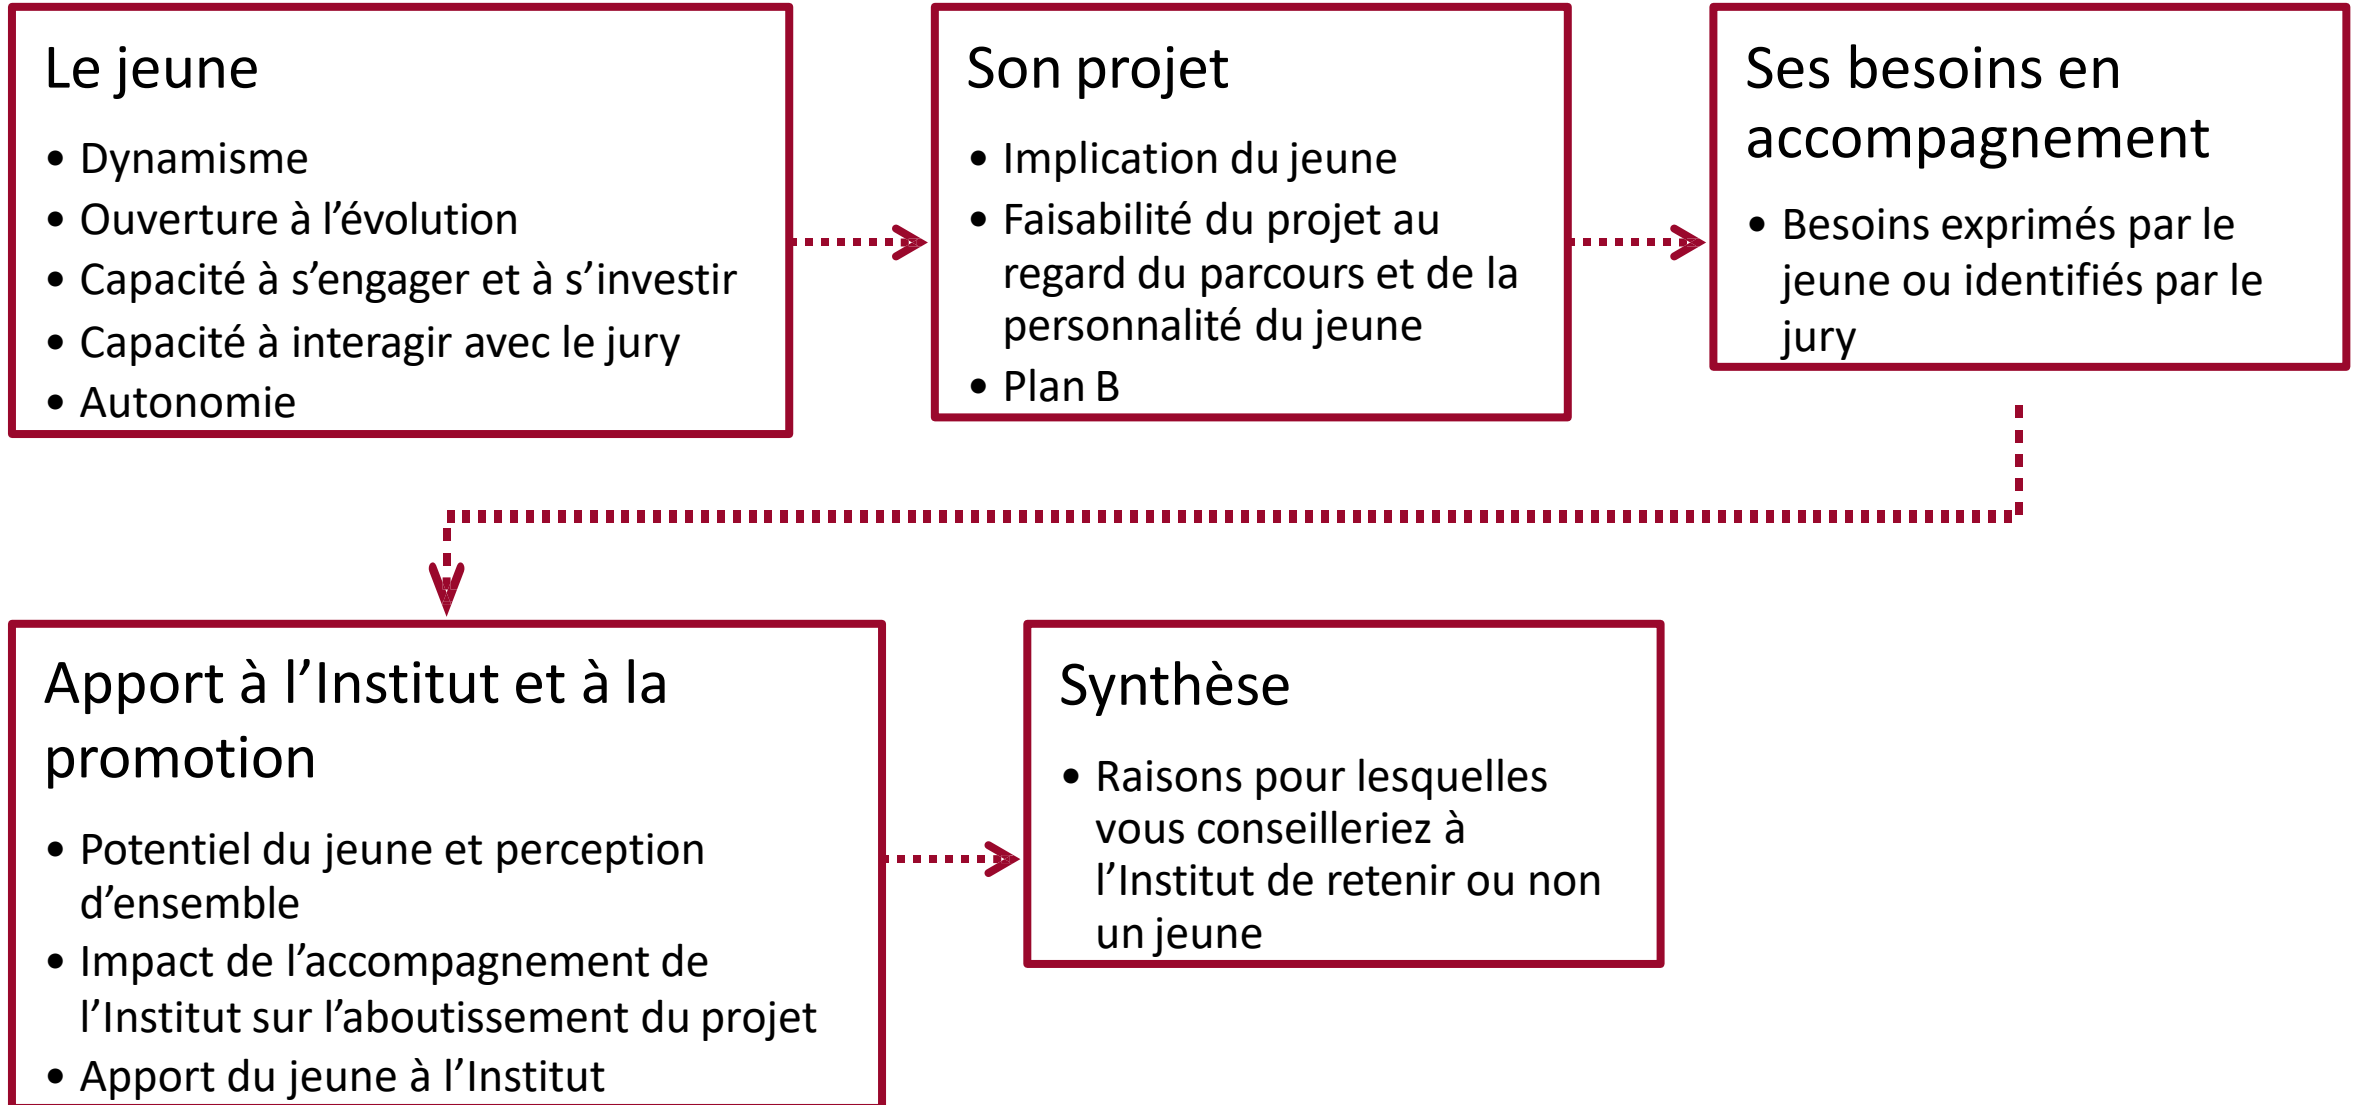 Le jeune
• Dynamisme
• Ouverture à l’évolution
• Capacité à s’engager et à s’investir
• Capacité à interagir avec le jury
• Autonomie
Son projet
• Implication du jeune
• Faisabilité du projet au
regard du parcours et de la
personnalité du jeune
• Plan B
Ses besoins en
accompagnement
• Besoins exprimés par le
jeune ou identifiés par le
jury
Apport à l’Institut et à la
promotion
• Potentiel du jeune et perception
d’ensemble
• Impact de l’accompagnement de
l’Institut sur l’aboutissement du projet
• Apport du jeune à l’Institut
Synthèse
• Raisons pour lesquelles
vous conseilleriez à
l’Institut de retenir ou non
un jeune